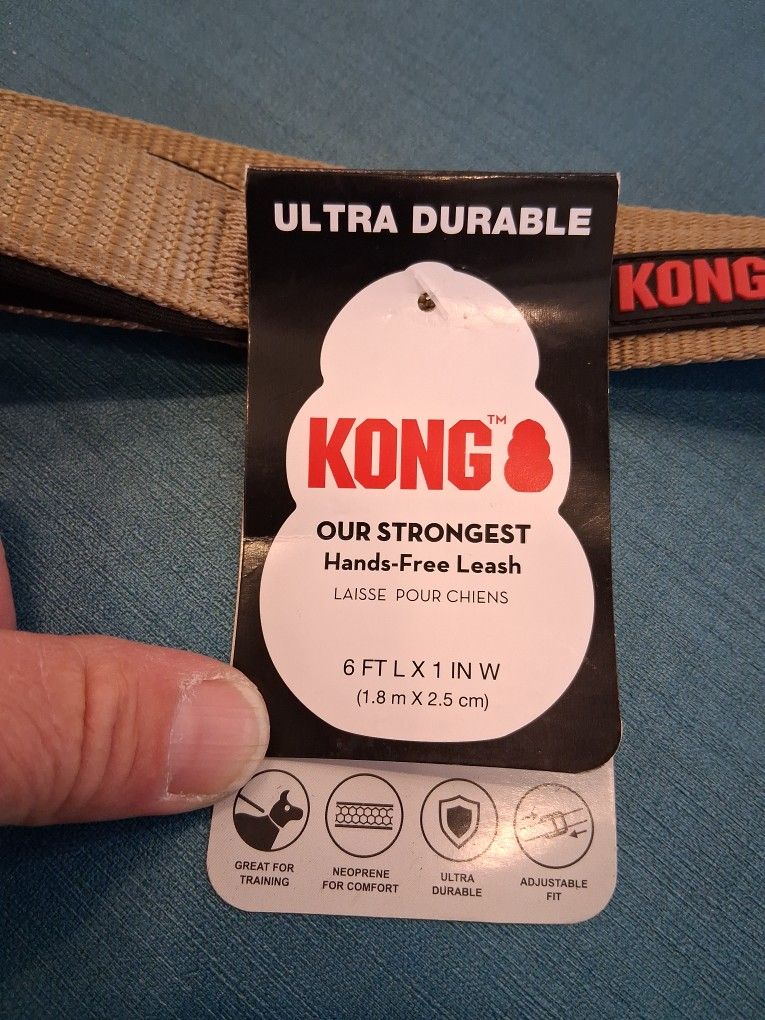 ULTRA DURABLE
KONG
KONG™
OUR STRONGEST
Hands-Free Leash
LAISSE POUR CHIENS
6 FT L X 1 IN W
(1.8 m X 2.5 cm)
GREAT FOR
TRAINING
NEOPRENE
FOR COMFORT
ULTRA
DURABLE
ADJUSTABLE
FIT